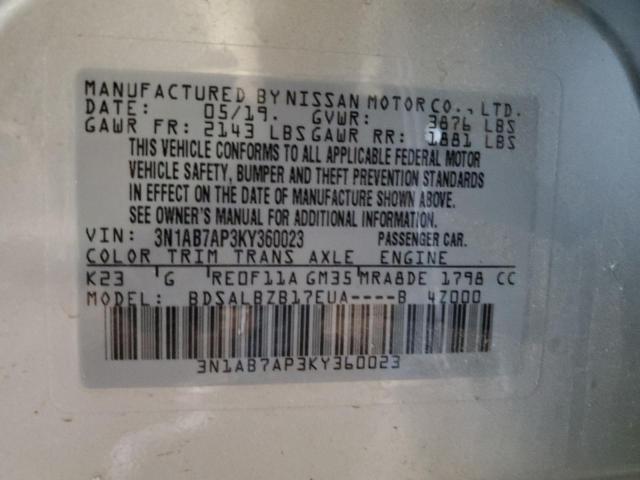 MANUFACTURED BY NISSAN MOTOR CO., LTD.
DATE: 05/19. GVWR: 3876 LBS
GAWR FR: 2143 LBS GAWR RR: 1881 LBS
THIS VEHICLE CONFORMS TO ALL APPLICABLE FEDERAL MOTOR
VEHICLE SAFETY, BUMPER AND THEFT PREVENTION STANDARDS
IN EFFECT ON THE DATE OF MANUFACTURE SHOWN ABOVE.
SEE OWNER'S MANUAL FOR ADDITIONAL INFORMATION.
VIN: 3N1AB7AP3KY360023 PASSENGER CAR.
COLOR TRIM TRANS AXLE ENGINE
K23 G RE0F11A GM35 MRA8DE 1798 CC
MODEL: BDSALBZB17EUA----B 4Z000
3N1AB7AP3KY360023